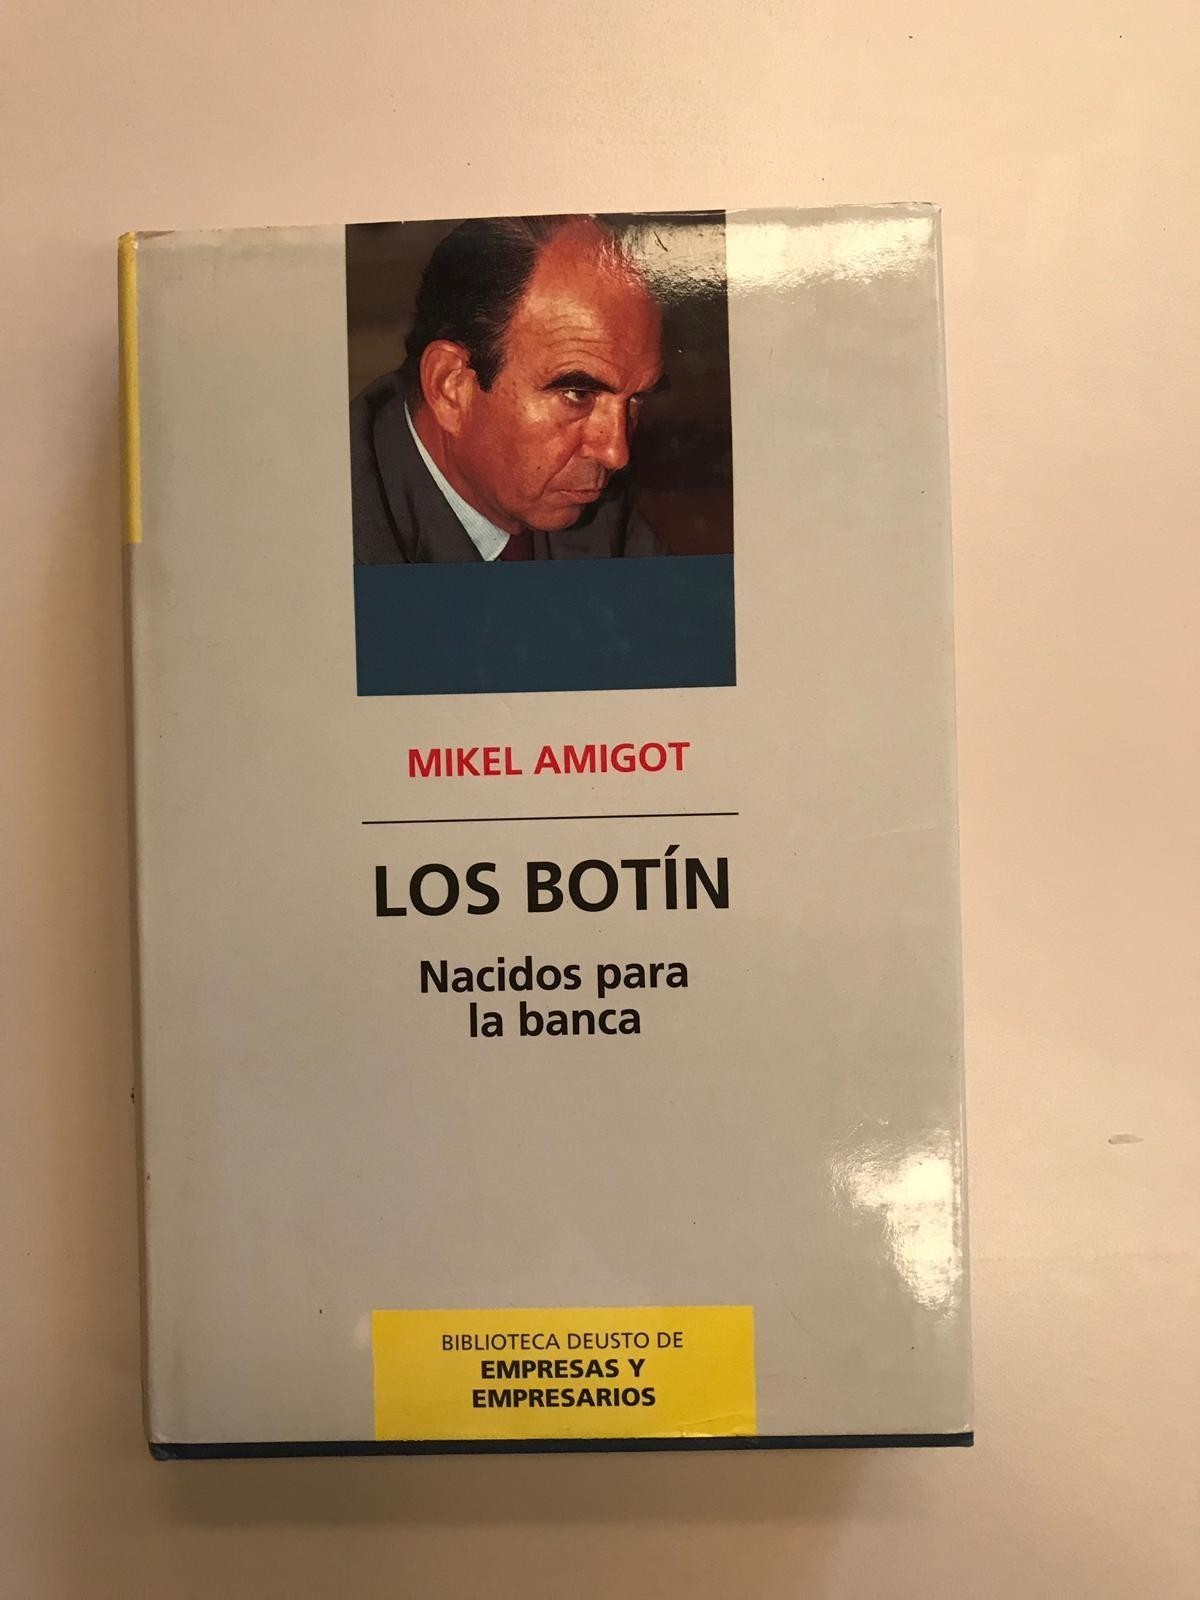 MIKEL AMIGOT
LOS BOTÍN
Nacidos para
la banca
BIBLIOTECA DEUSTO DE
EMPRESAS Y
EMPRESARIOS